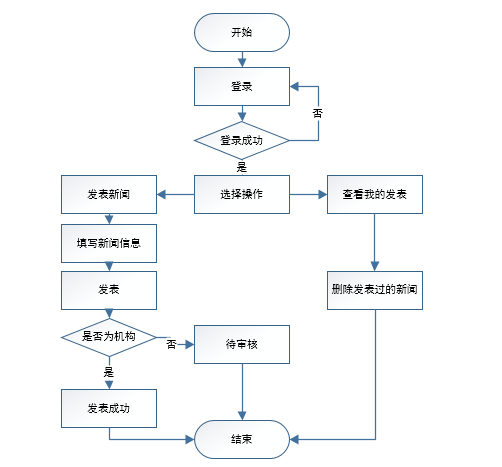 开始
登录
否
登录成功
是
发表新闻
选择操作
查看我的发表
填写新闻信息
发表
删除发表过的新闻
是否为机构
否
待审核
是
发表成功
结束